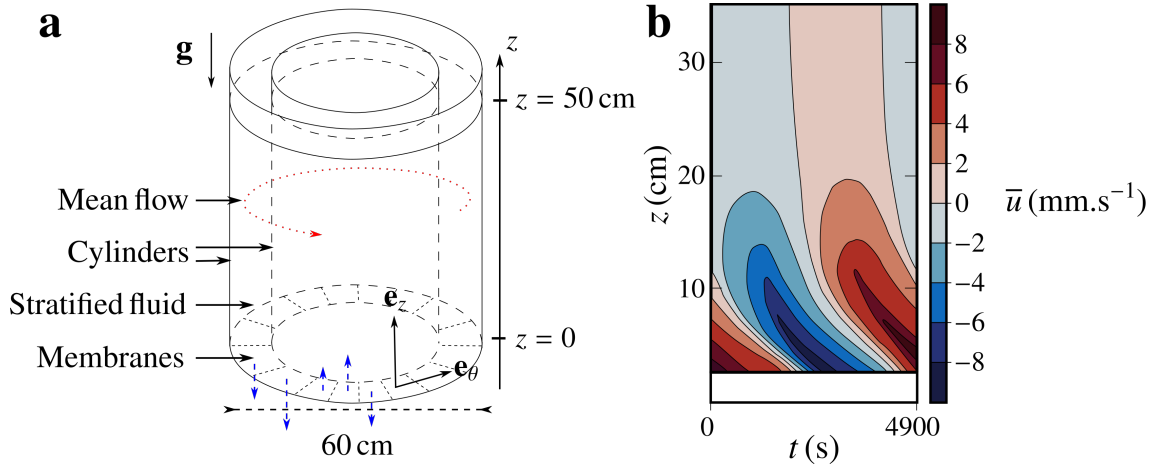 a
g
z
z = 50 cm
Mean flow
Cylinders
Stratified fluid
Membranes
e_z
z = 0
e_θ
60 cm
b
30
20
10
z (cm)
0
4900
t (s)
8
6
4
2
0
−2
−4
−6
−8
u̅ (mm.s⁻¹)